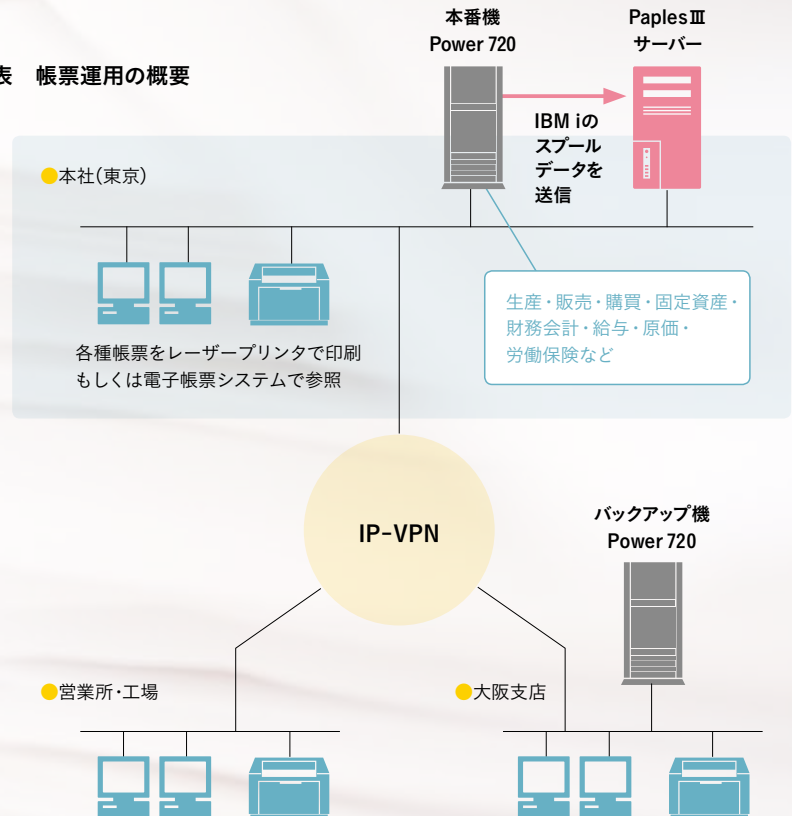 本番機
Power 720
PaplesⅢ
サーバー
表 帳票運用の概要
IBM iの
スプール
データを
送信
●本社(東京)
生産・販売・購買・固定資産・
財務会計・給与・原価・
労働保険など
各種帳票をレーザープリンタで印刷
もしくは電子帳票システムで参照
IP-VPN
バックアップ機
Power 720
●営業所・工場
●大阪支店